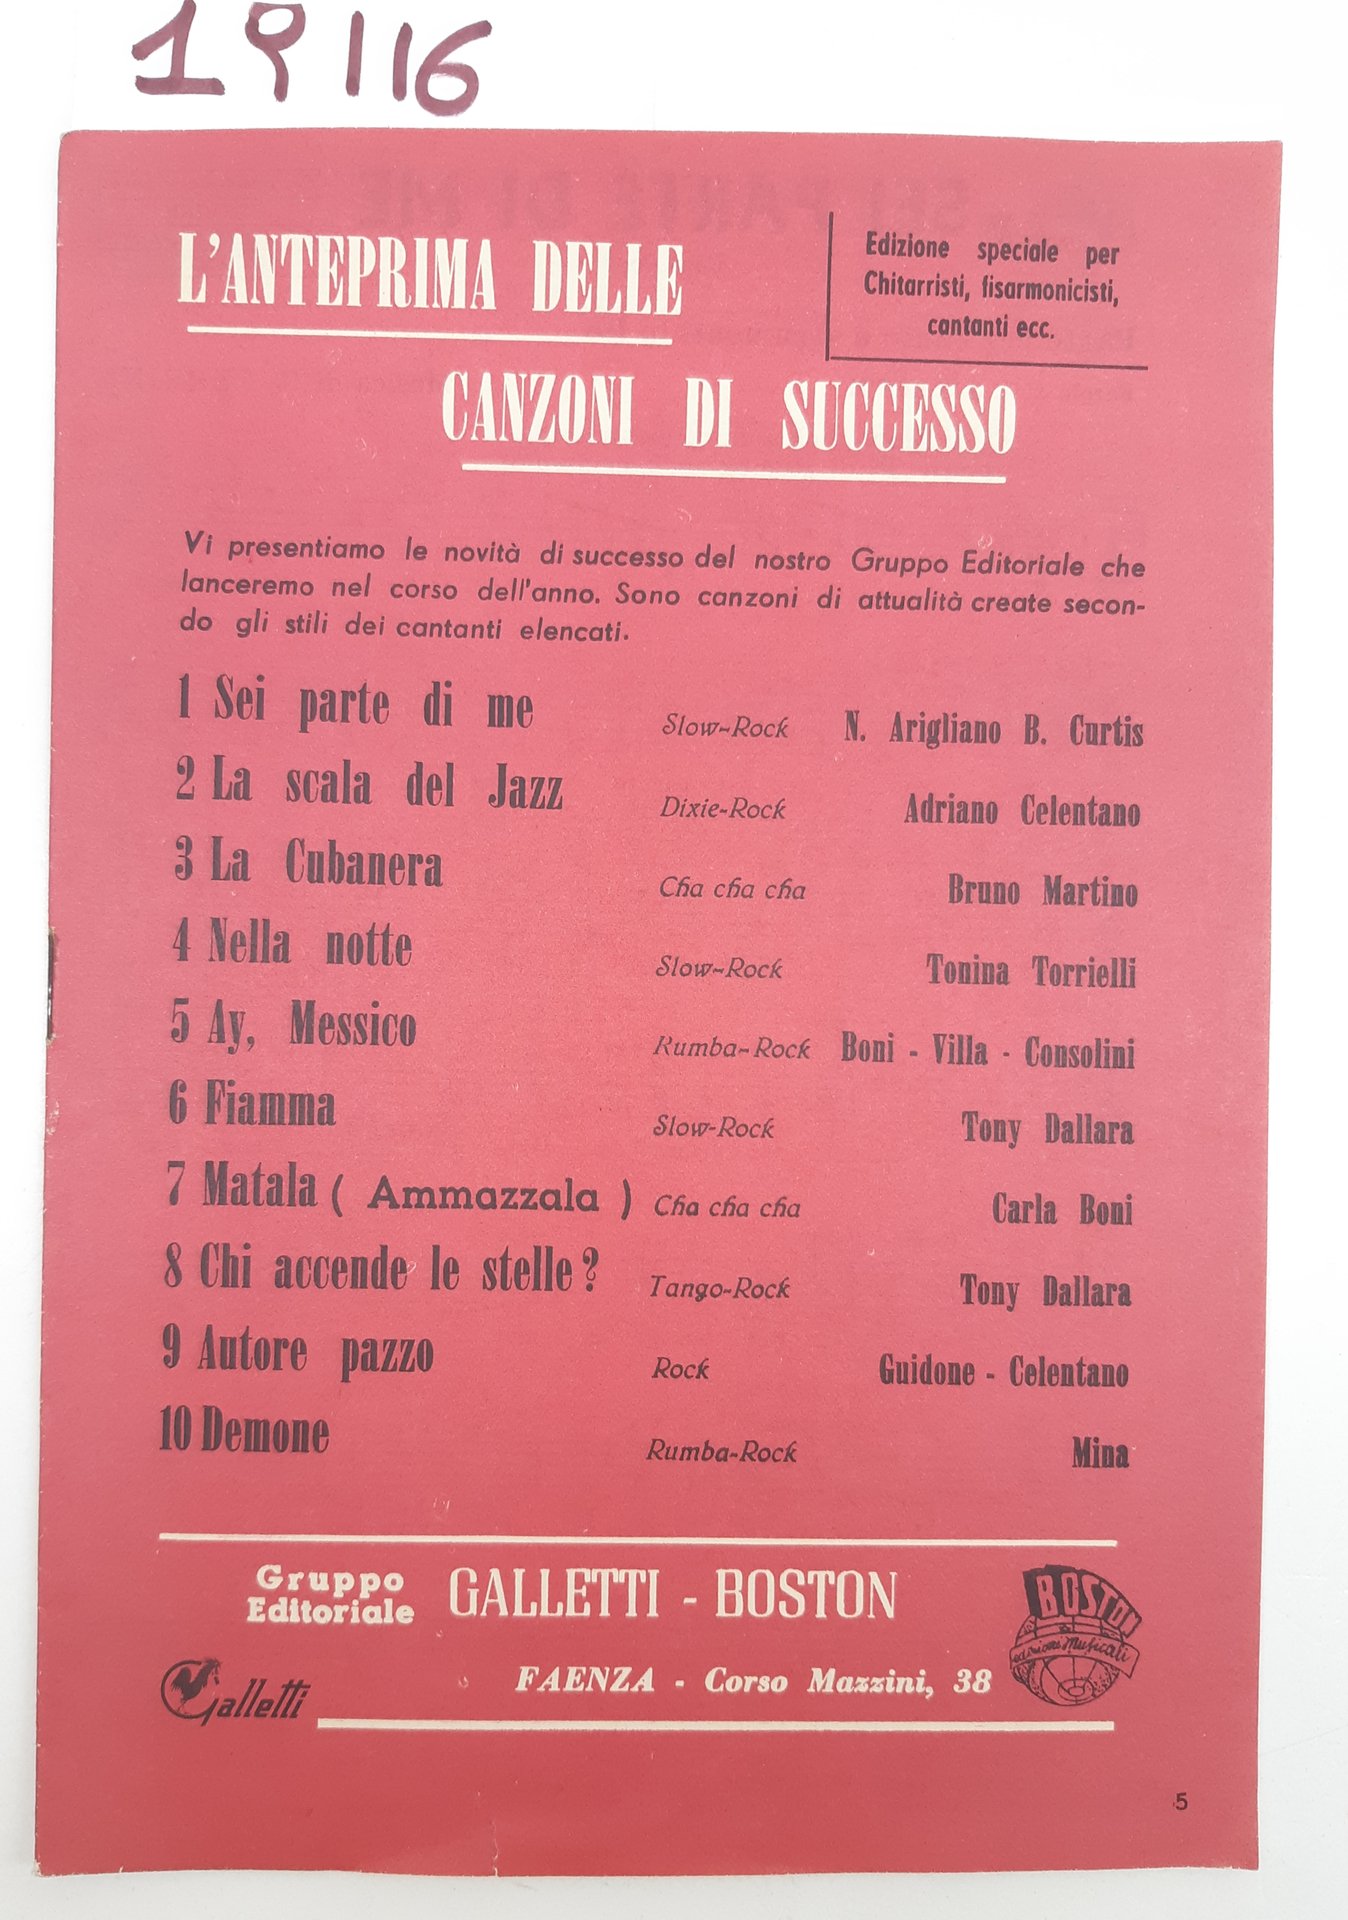 19116
L'ANTEPRIMA DELLE
Edizione speciale per
Chitarristi, fisarmonicisti,
cantanti ecc.
CANZONI DI SUCCESSO
Vi presentiamo le novità di successo del nostro Gruppo Editoriale che
lanceremo nel corso dell'anno. Sono canzoni di attualità create secon-
do gli stili dei cantanti elencati.
1 Sei parte di me Slow-Rock N. Arigliano B. Curtis
2 La scala del Jazz Dixie-Rock Adriano Celentano
3 La Cubanera Cha cha cha Bruno Martino
4 Nella notte Slow-Rock Tonina Torrielli
5 Ay, Messico Rumba-Rock Boni - Villa - Consolini
6 Fiamma Slow-Rock Tony Dallara
7 Matala ( Ammazzala ) Cha cha cha Carla Boni
8 Chi accende le stelle? Tango-Rock Tony Dallara
9 Autore pazzo Rock Guidone - Celentano
10 Demone Rumba-Rock Mina
Gruppo
Editoriale
GALLETTI - BOSTON
FAENZA - Corso Mazzini, 38
Galletti
BOSTON
edizioni Musicali
5